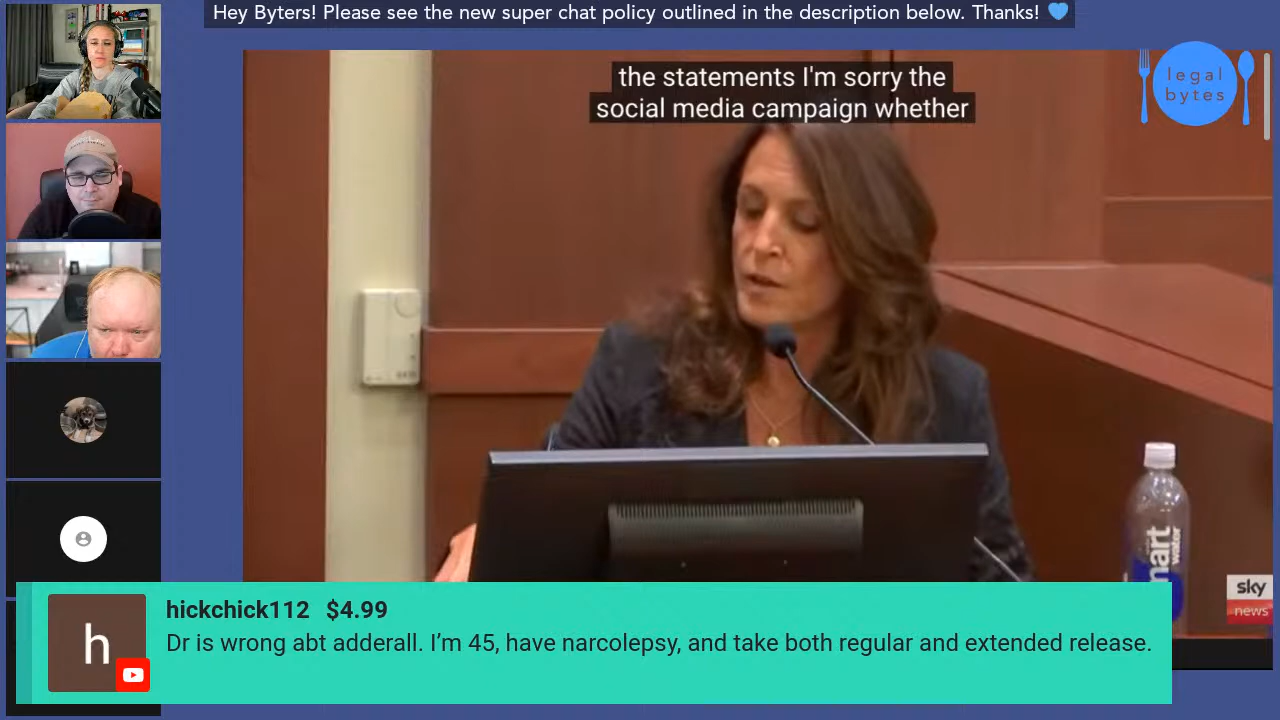 Hey Byters! Please see the new super chat policy outlined in the description below. Thanks! 💙
legal
bytes
the statements I'm sorry the
social media campaign whether
mart
water
sky
news
h
hickchick112 $4.99
Dr is wrong abt adderall. I’m 45, have narcolepsy, and take both regular and extended release.